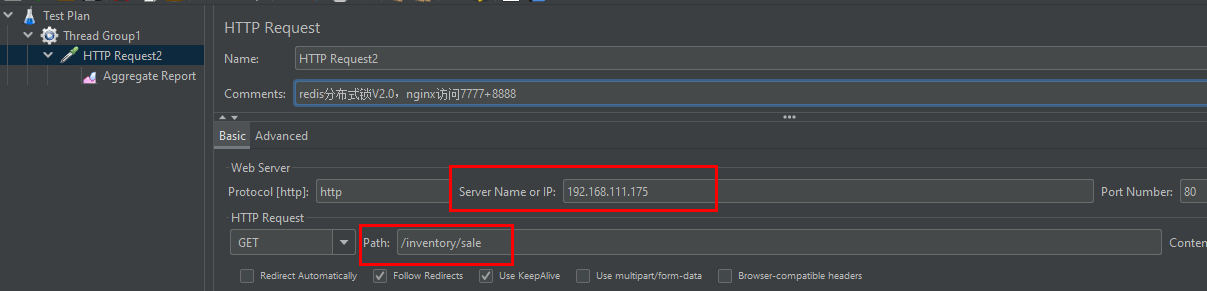 Test Plan
Thread Group1
HTTP Request2
Aggregate Report
HTTP Request
Name: HTTP Request2
Comments: redis分布式锁V2.0，nginx访问7777+8888
Basic Advanced
Web Server
Protocol [http]: http Server Name or IP: 192.168.111.175 Port Number: 80
HTTP Request
GET Path: /inventory/sale Conten
Redirect Automatically Follow Redirects Use KeepAlive Use multipart/form-data Browser-compatible headers